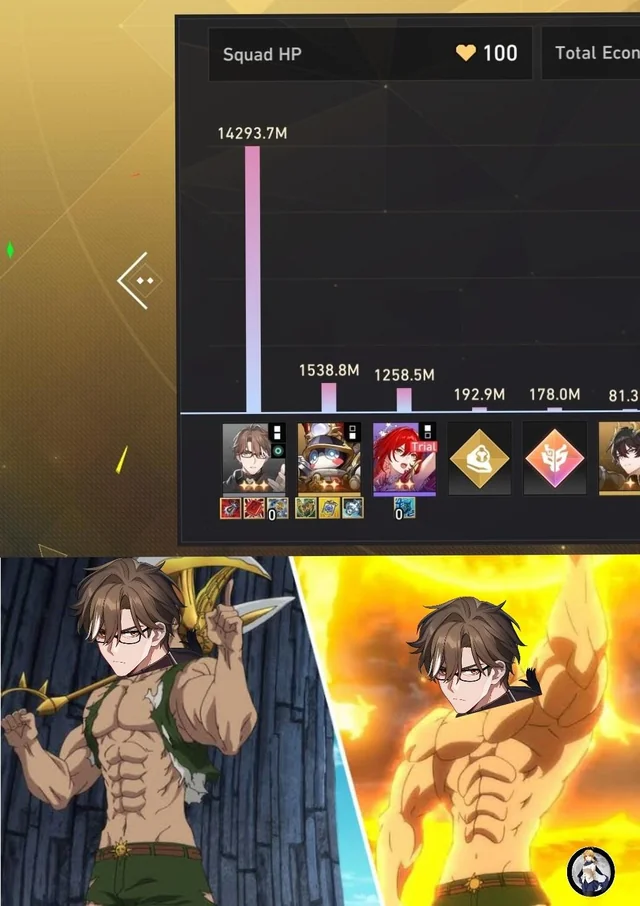 Squad HP
100
Total Econ
14293.7M
1538.8M
1258.5M
192.9M
178.0M
81.3
Trial
0
0